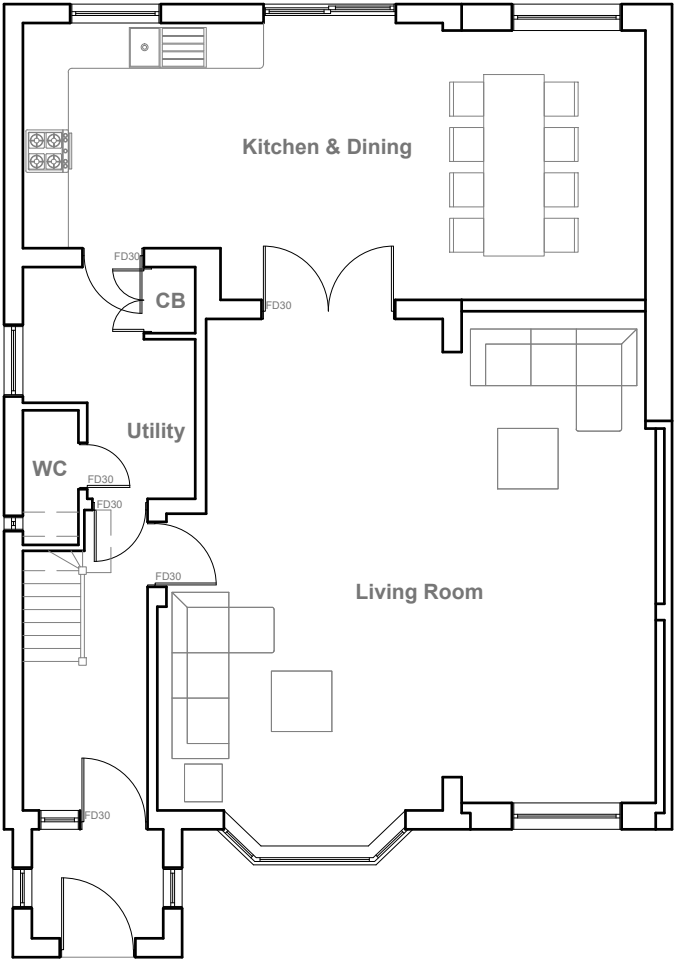 Kitchen & Dining
FD30
CB
FD30
Utility
WC
FD30
FD30
FD30
Living Room
FD30